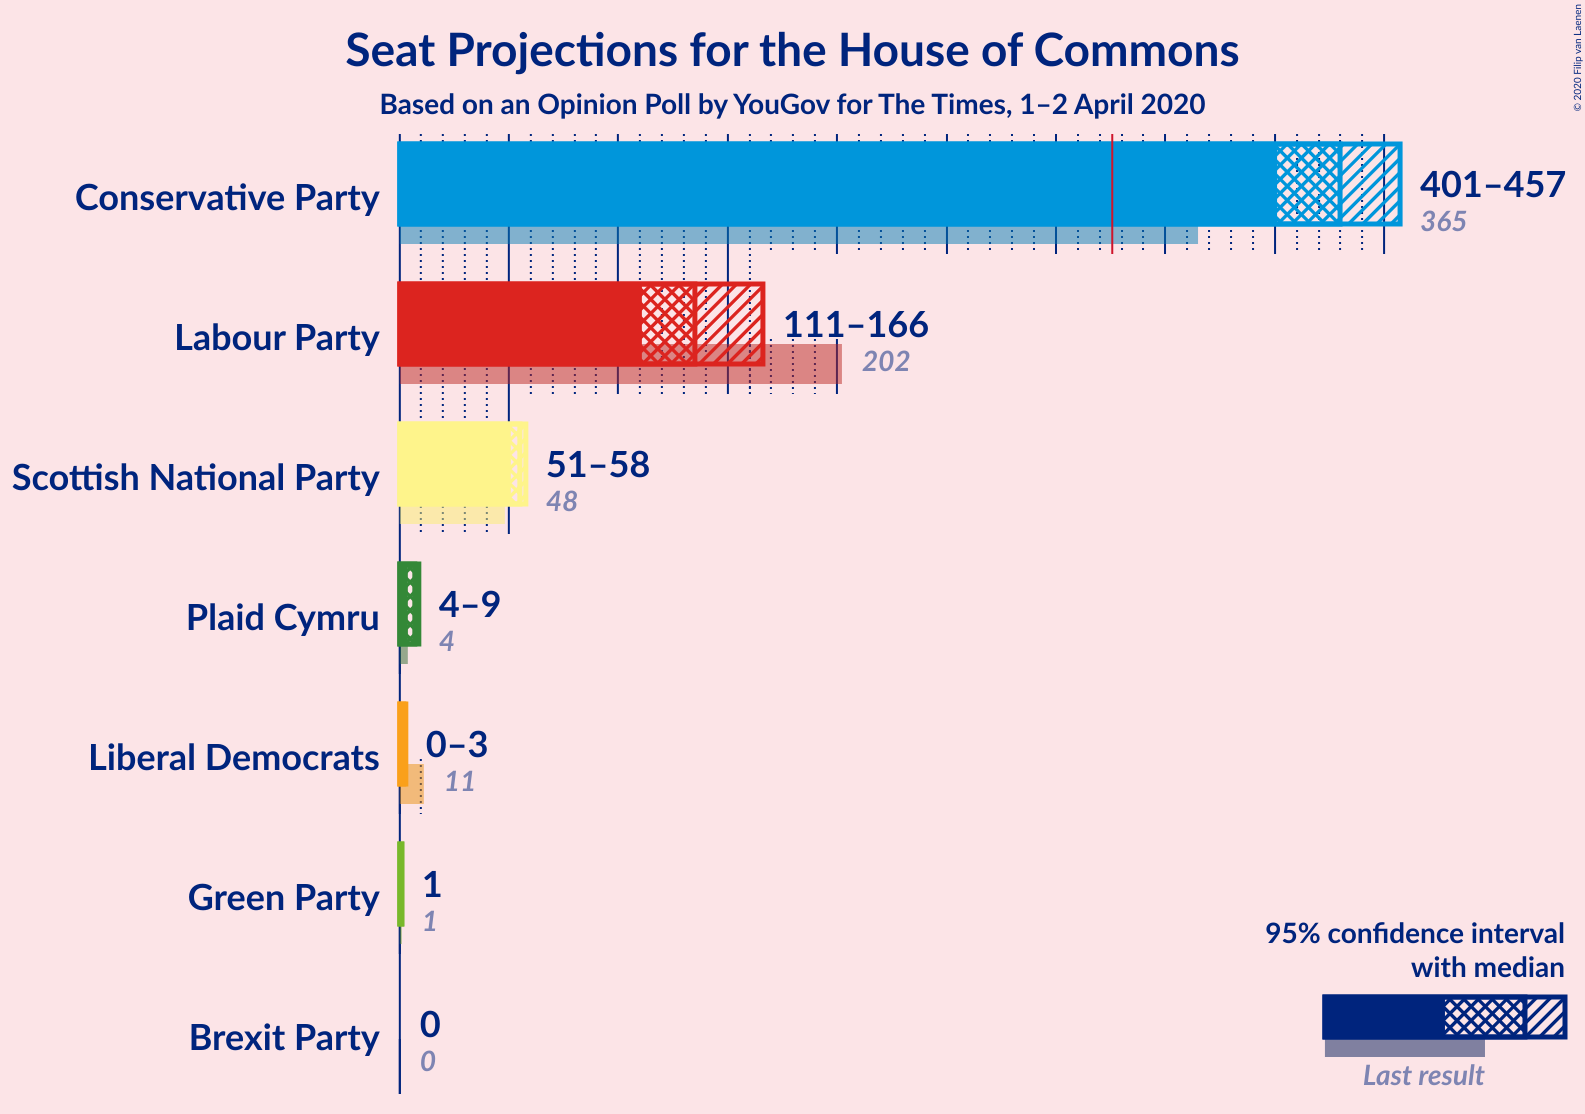 Seat Projections for the House of Commons
Based on an Opinion Poll by YouGov for The Times, 1–2 April 2020
© 2020 Filip van Laenen
Conservative Party
401–457
365
Labour Party
111–166
202
Scottish National Party
51–58
48
Plaid Cymru
4–9
4
Liberal Democrats
0–3
11
Green Party
1
1
Brexit Party
0
0
95% confidence interval
with median
Last result